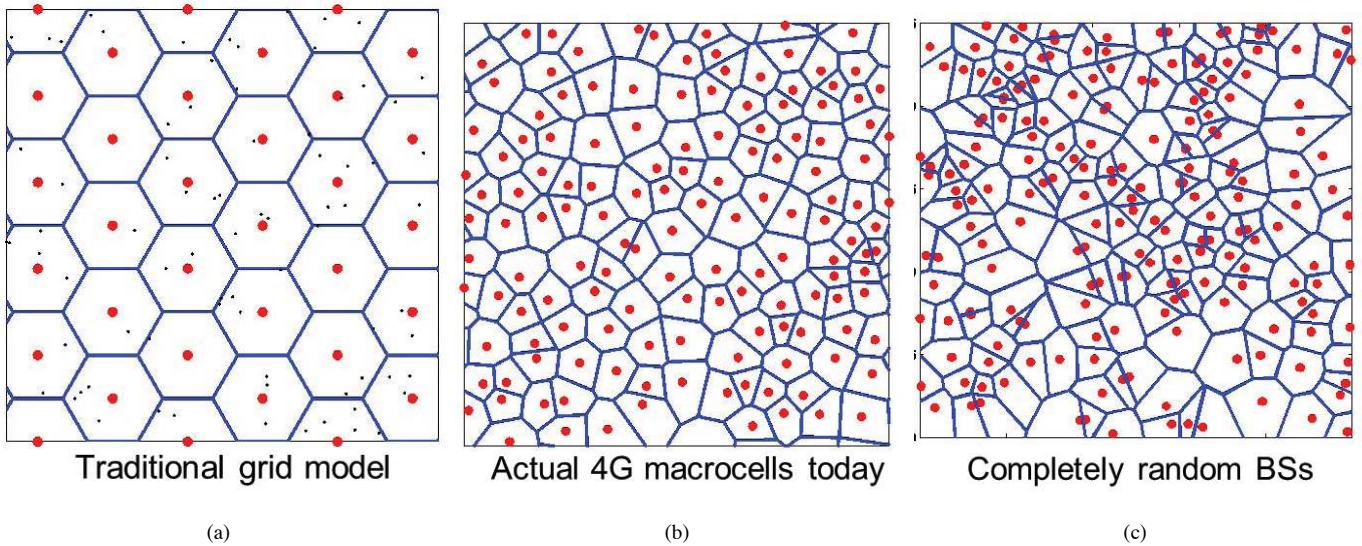 Traditional grid model
Actual 4G macrocells today
Completely random BSs
(a)
(b)
(c)